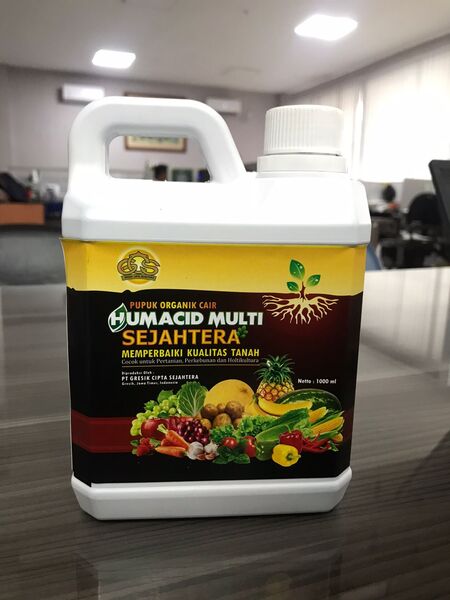 GCS
PUPUK ORGANIK CAIR
HUMACID MULTI
SEJAHTERA
MEMPERBAIKI KUALITAS TANAH
Cocok untuk Pertanian, Perkebunan dan Holtikultura
Diproduksi Oleh :
PT GRESIK CIPTA SEJAHTERA
Gresik, Jawa Timur, Indonesia
Netto : 1000 ml